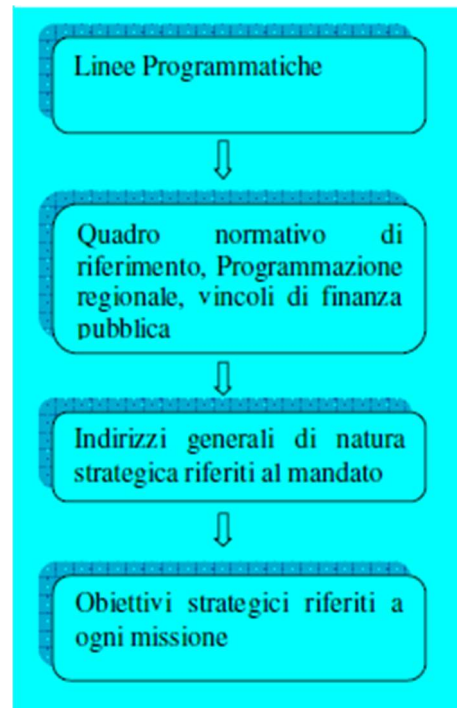 Linee Programmatiche
Quadro normativo di
riferimento, Programmazione
regionale, vincoli di finanza
pubblica
Indirizzi generali di natura
strategica riferiti al mandato
Obiettivi strategici riferiti a
ogni missione